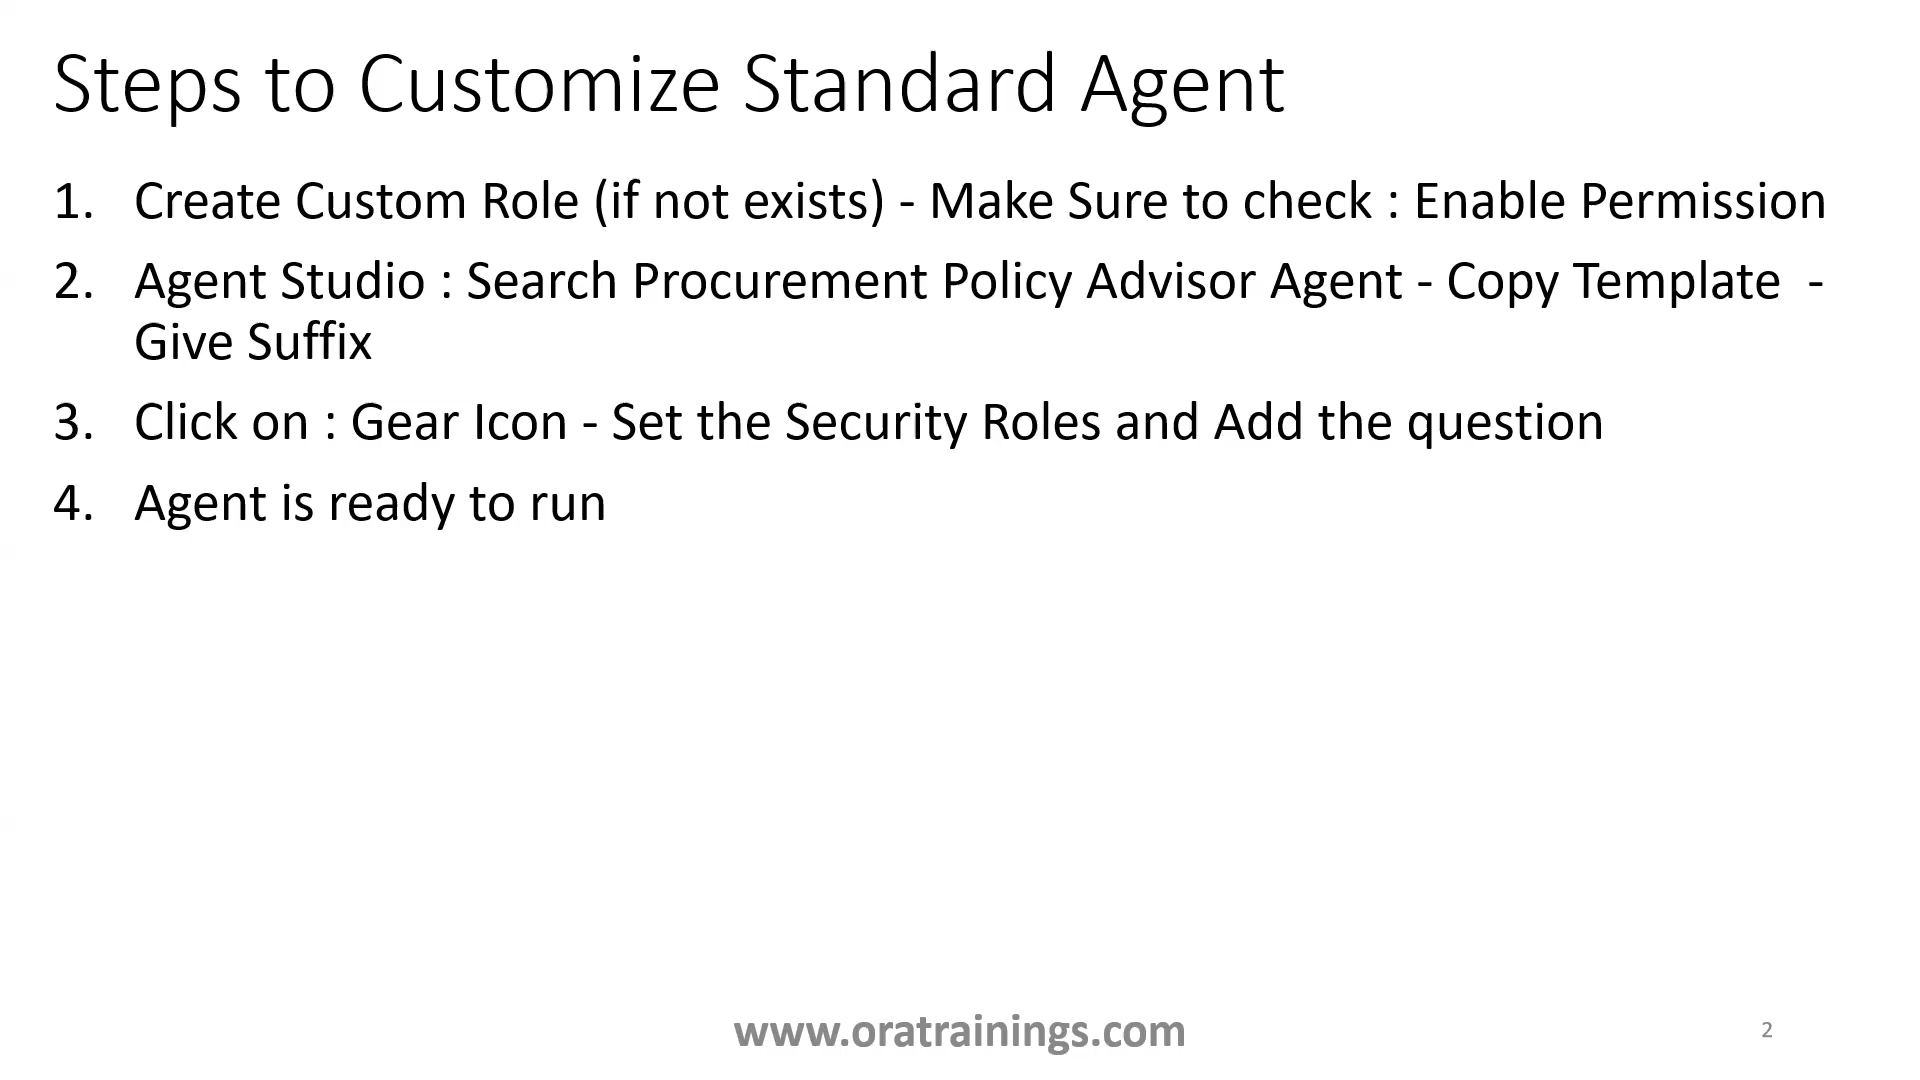 Steps to Customize Standard Agent
1. Create Custom Role (if not exists) - Make Sure to check : Enable Permission
2. Agent Studio : Search Procurement Policy Advisor Agent - Copy Template  -
Give Suffix
3. Click on : Gear Icon - Set the Security Roles and Add the question
4. Agent is ready to run
www.oratrainings.com
2